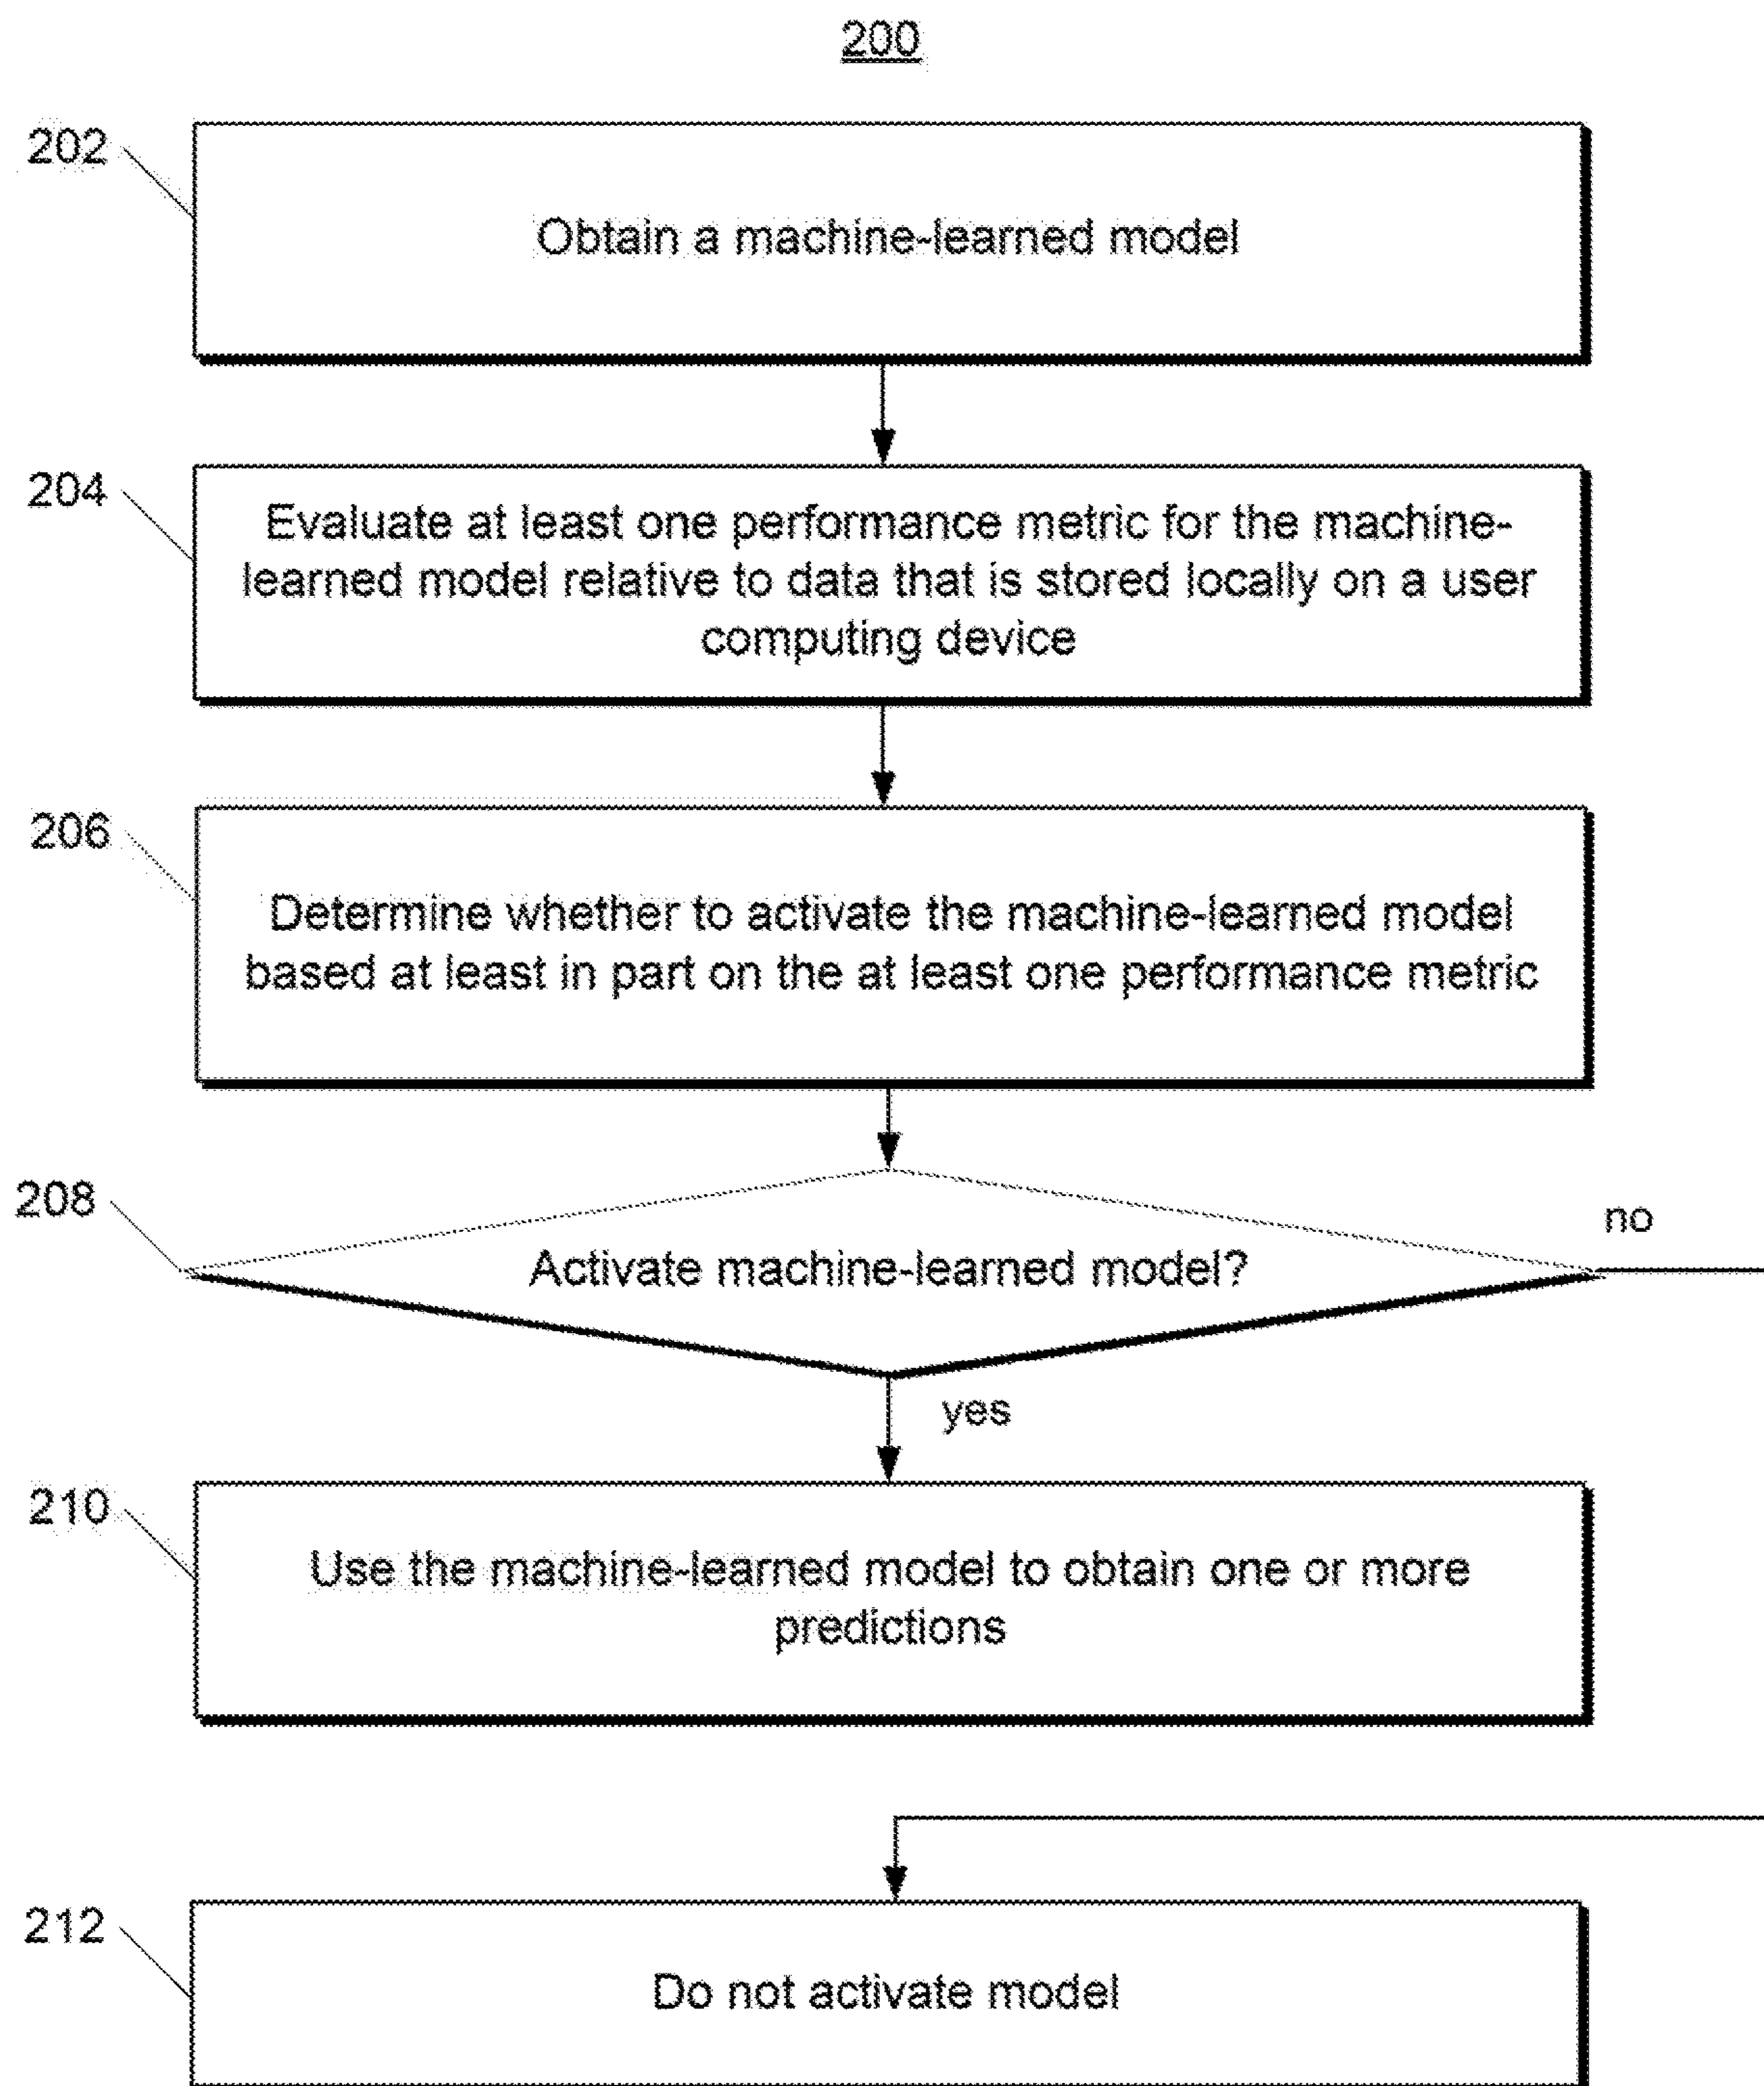 200
202
Obtain a machine-learned model
204
Evaluate at least one performance metric for the machine-
learned model relative to data that is stored locally on a user
computing device
206
Determine whether to activate the machine-learned model
based at least in part on the at least one performance metric
208
no
Activate machine-learned model?
yes
210
Use the machine-learned model to obtain one or more
predictions
212
Do not activate model